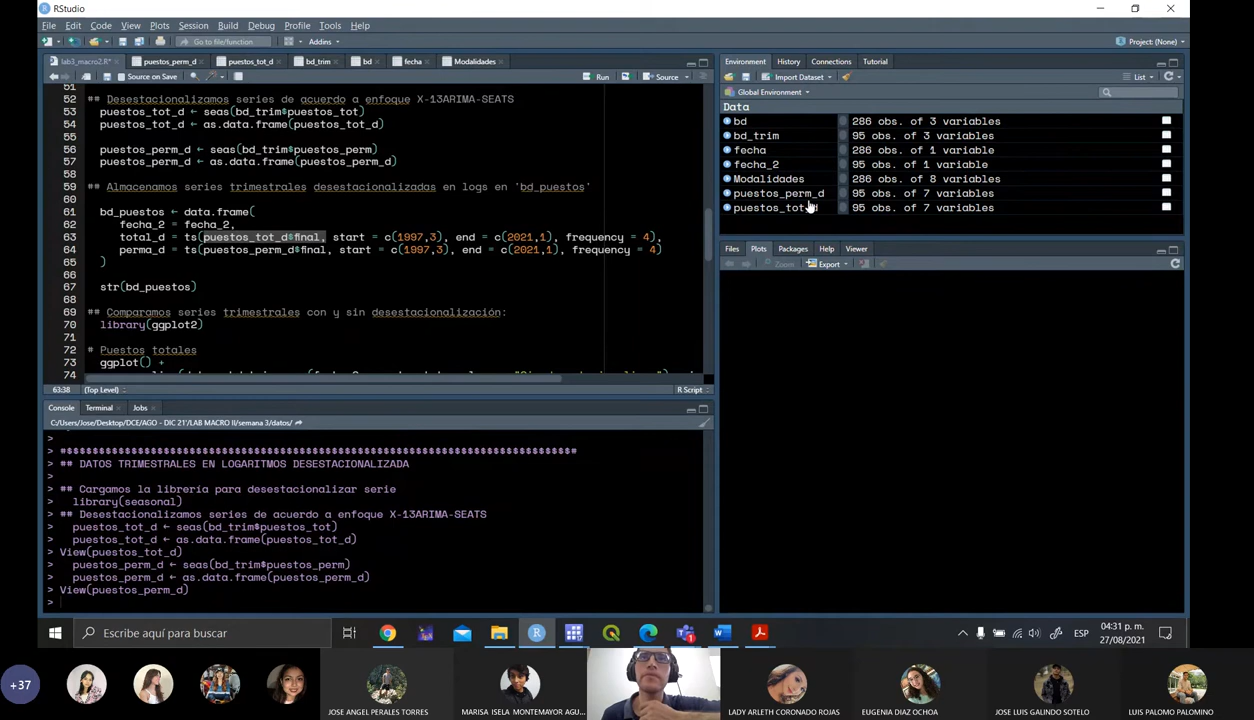 RStudio
File Edit Code View Plots Session Build Debug Profile Tools Help
Go to file/function Addins Project: (None)
lab3_macro2.R* puestos_perm_d puestos_tot_d bd_trim bd fecha Modalidades
Source on Save Run Source
51
52 ## Desestacionalizamos series de acuerdo a enfoque X-13ARIMA-SEATS
53 puestos_tot_d ← seas(bd_trim$puestos_tot)
54 puestos_tot_d ← as.data.frame(puestos_tot_d)
55
56 puestos_perm_d ← seas(bd_trim$puestos_perm)
57 puestos_perm_d ← as.data.frame(puestos_perm_d)
58
59 ## Almacenamos series trimestrales desestacionalizadas en logs en 'bd_puestos'
60
61 bd_puestos ← data.frame(
62 fecha_2 = fecha_2,
63 total_d = ts(puestos_tot_d$final, start = c(1997,3), end = c(2021,1), frequency = 4),
64 perma_d = ts(puestos_perm_d$final, start = c(1997,3), end = c(2021,1), frequency = 4)
65 )
66
67 str(bd_puestos)
68
69 ## Comparamos series trimestrales con y sin desestacionalización:
70 library(ggplot2)
71
72 # Puestos totales
73 ggplot() +
74
63:38 (Top Level) R Script
Console Terminal Jobs
C:/Users/Jose/Desktop/DCE/AGO - DIC 21'/LAB MACRO II/semana 3/datos/
>
> #$$$$$$$$$$$$$$$$$$$$$$$$$$$$$$$$$$$$$$$$$$$$$$$$$$$$$$$$$$$$$$$$$$$$$$$$$$$$$$#
> ## DATOS TRIMESTRALES EN LOGARITMOS DESESTACIONALIZADA
>
> ## Cargamos la librería para desestacionalizar serie
> library(seasonal)
> ## Desestacionalizamos series de acuerdo a enfoque X-13ARIMA-SEATS
> puestos_tot_d ← seas(bd_trim$puestos_tot)
> puestos_tot_d ← as.data.frame(puestos_tot_d)
> View(puestos_tot_d)
> puestos_perm_d ← seas(bd_trim$puestos_perm)
> puestos_perm_d ← as.data.frame(puestos_perm_d)
> View(puestos_perm_d)
>
Environment History Connections Tutorial
Import Dataset List
Global Environment
Data
bd 286 obs. of 3 variables
bd_trim 95 obs. of 3 variables
fecha 286 obs. of 1 variable
fecha_2 95 obs. of 1 variable
Modalidades 286 obs. of 8 variables
puestos_perm_d 95 obs. of 7 variables
puestos_tot_d 95 obs. of 7 variables
Files Plots Packages Help Viewer
Zoom Export
Escribe aquí para buscar
ESP
04:31 p. m.
27/08/2021
+37
JOSE ANGEL PERALES TORRES
MARISA ISELA MONTEMAYOR AGU...
LADY ARLETH CORONADO ROJAS
EUGENIA DIAZ OCHOA
JOSE LUIS GALINDO SOTELO
LUIS PALOMO PALOMINO